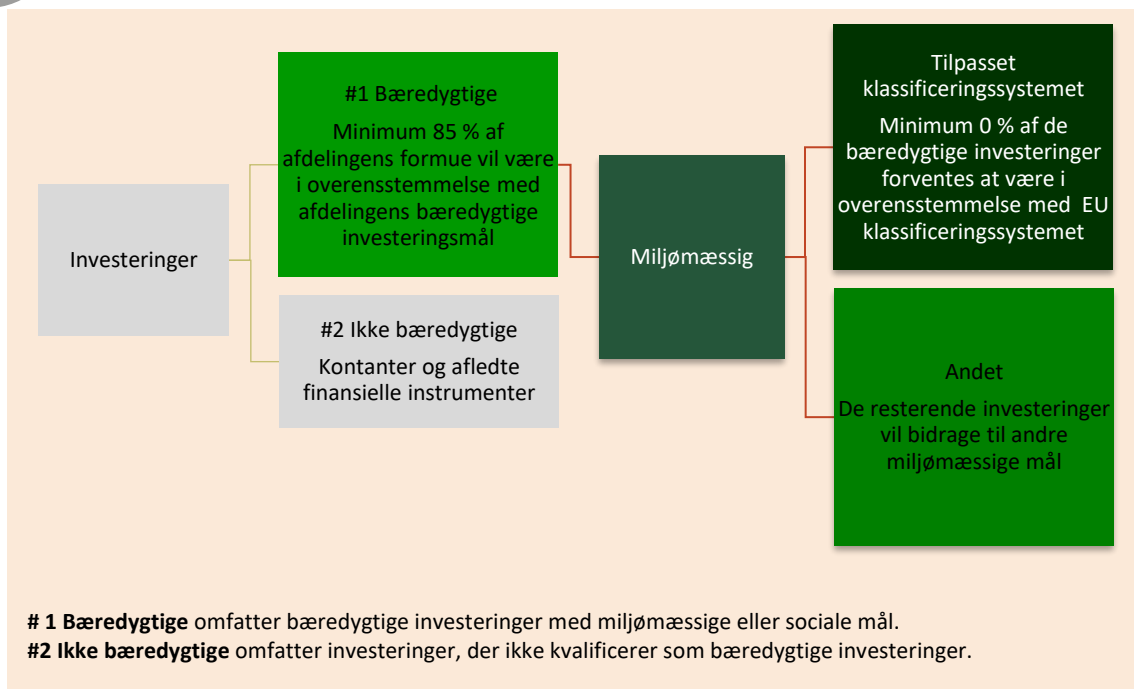 Investeringer
#1 Bæredygtige
Minimum 85 % af
afdelingens formue vil være
i overensstemmelse med
afdelingens bæredygtige
investeringsmål
#2 Ikke bæredygtige
Kontanter og afledte
finansielle instrumenter
Miljømæssig
Tilpasset
klassificeringssystemet
Minimum 0 % af de
bæredygtige investeringer
forventes at være i
overensstemmelse med EU
klassificeringssystemet
Andet
De resterende investeringer
vil bidrage til andre
miljømæssige mål
# 1 Bæredygtige omfatter bæredygtige investeringer med miljømæssige eller sociale mål.
#2 Ikke bæredygtige omfatter investeringer, der ikke kvalificerer som bæredygtige investeringer.